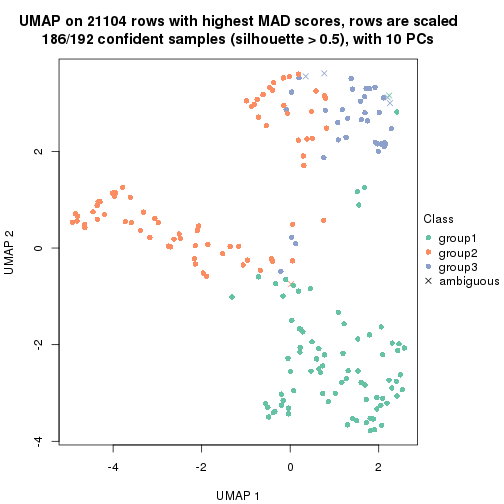 UMAP on 21104 rows with highest MAD scores, rows are scaled
186/192 confident samples (silhouette > 0.5), with 10 PCs
2
0
-2
-4
UMAP 2
-4
-2
0
2
UMAP 1
Class
group1
group2
group3
ambiguous